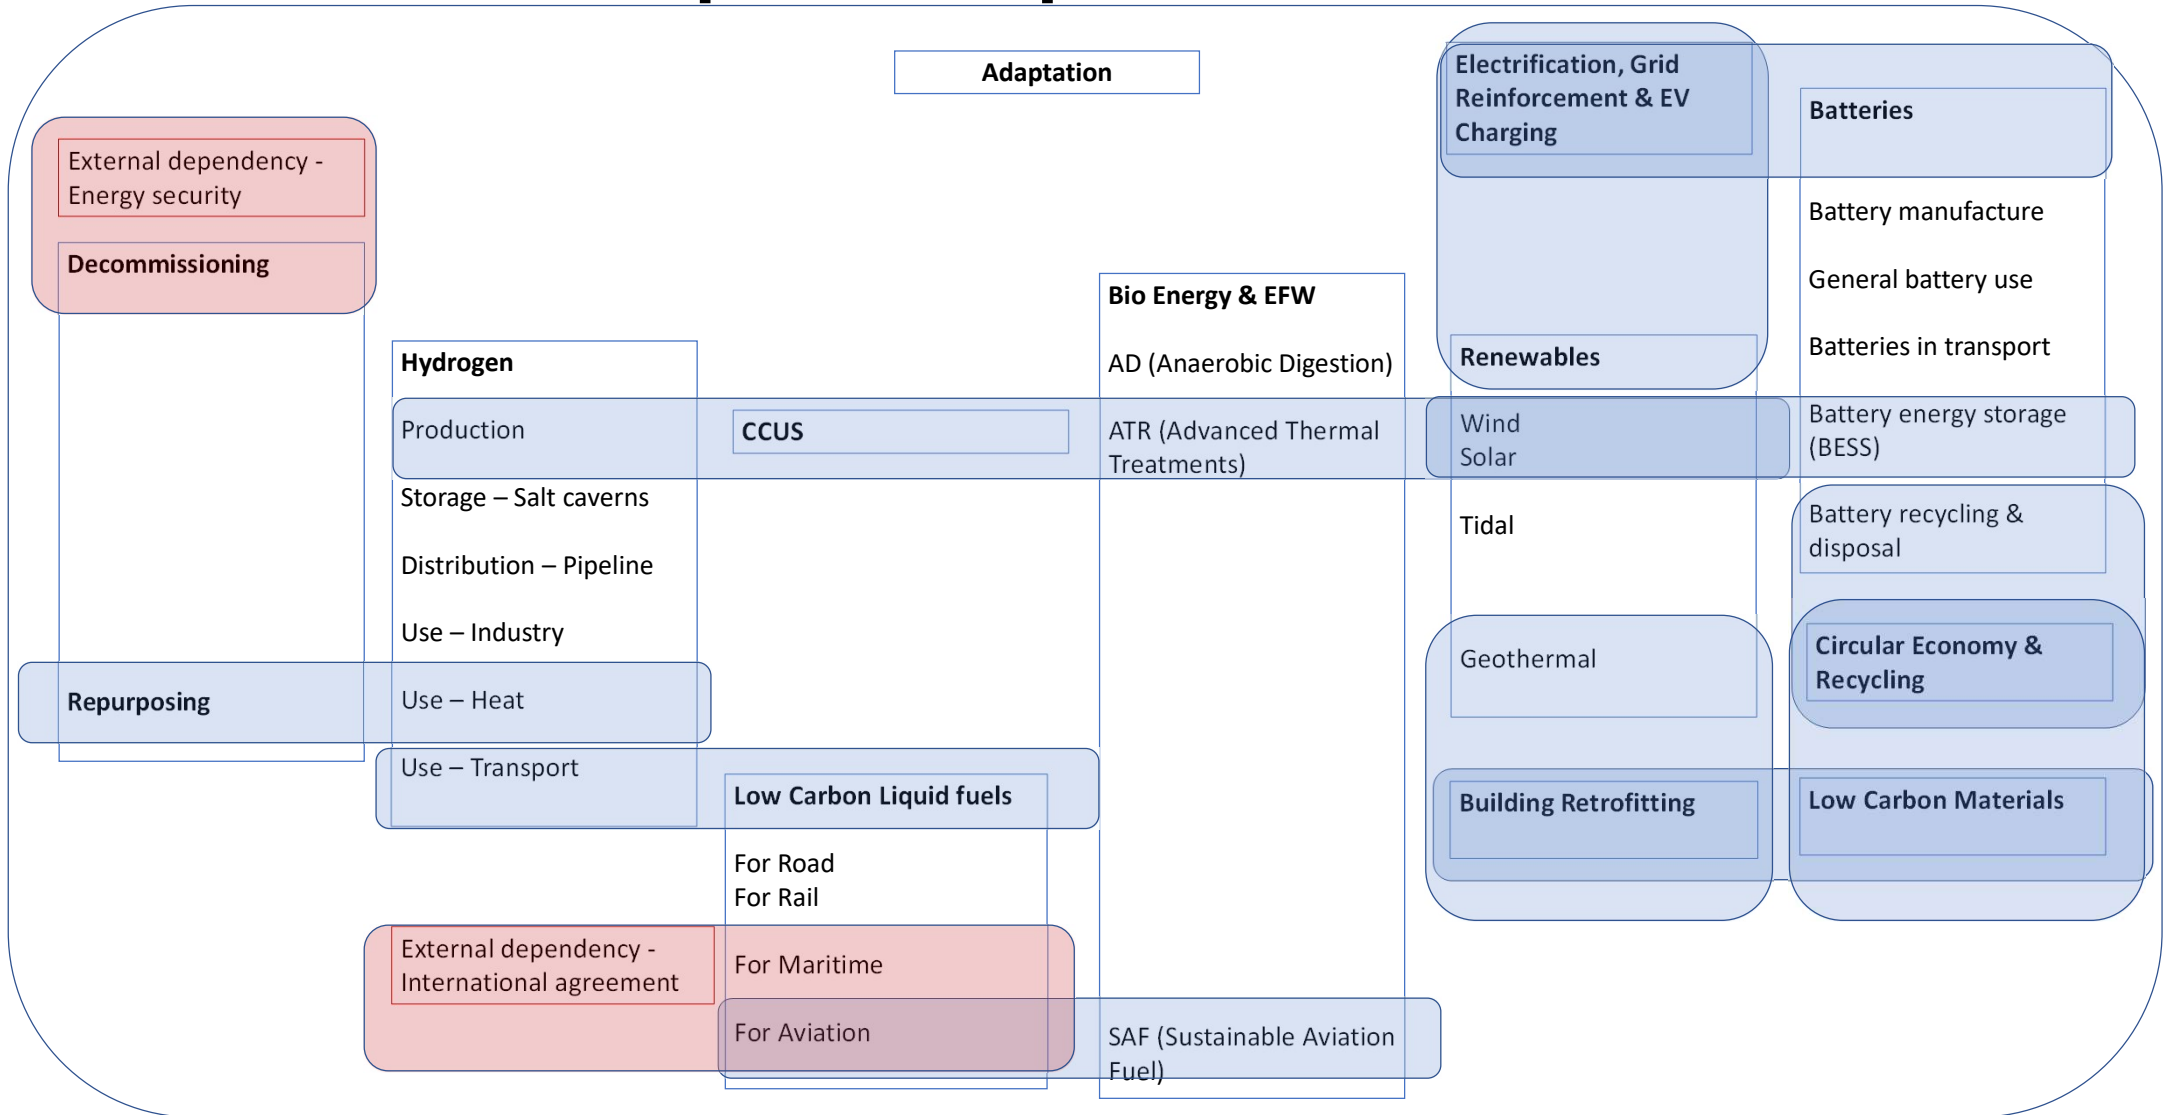 Adaptation
External dependency -
Energy security
Decommissioning
Repurposing
Hydrogen
Production
Storage – Salt caverns
Distribution – Pipeline
Use – Industry
Use – Heat
Use – Transport
External dependency -
International agreement
CCUS
Low Carbon Liquid fuels
For Road
For Rail
For Maritime
For Aviation
Bio Energy & EFW
AD (Anaerobic Digestion)
ATR (Advanced Thermal
Treatments)
SAF (Sustainable Aviation
Fuel)
Electrification, Grid
Reinforcement & EV
Charging
Renewables
Wind
Solar
Tidal
Geothermal
Building Retrofitting
Batteries
Battery manufacture
General battery use
Batteries in transport
Battery energy storage
(BESS)
Battery recycling &
disposal
Circular Economy &
Recycling
Low Carbon Materials